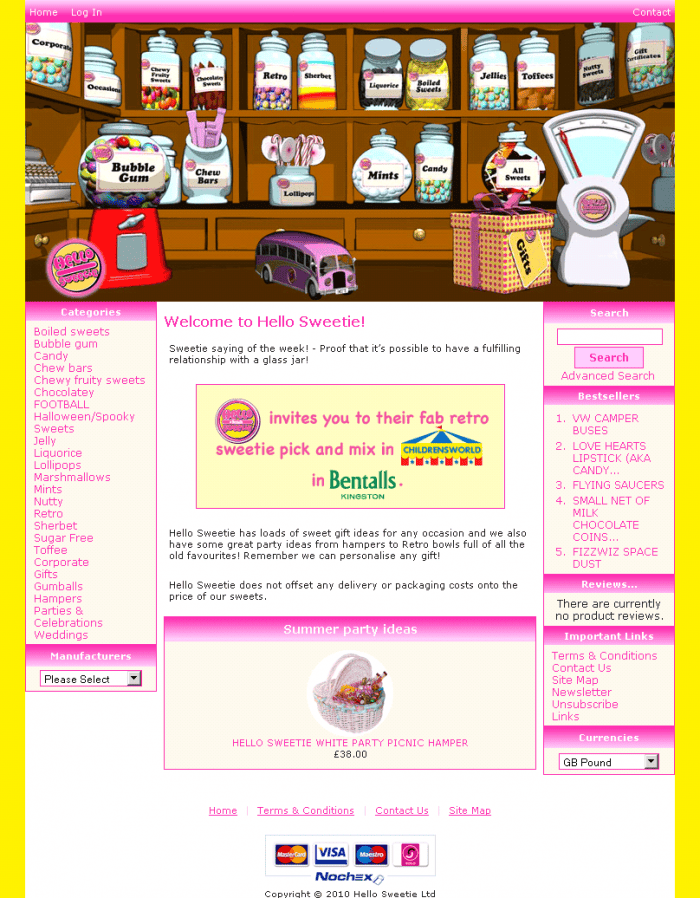 Home Log In Contact
Corporate
Occasions
Chewy Fruity Sweets
Chocolatey Sweets
Retro
Sherbet
Liquorice
Boiled Sweets
Jellies
Toffees
Nutty Sweets
Gift Certificates
Bubble Gum
Chew Bars
Lollipops
Mints
Candy
All Sweets
Gifts
Hello Sweetie
Categories
Boiled sweets
Bubble gum
Candy
Chew bars
Chewy fruity sweets
Chocolatey
FOOTBALL
Halloween/Spooky
Sweets
Jelly
Liquorice
Lollipops
Marshmallows
Mints
Nutty
Retro
Sherbet
Sugar Free
Toffee
Corporate
Gifts
Gumballs
Hampers
Parties &
Celebrations
Weddings
Manufacturers
Please Select
Welcome to Hello Sweetie!
Sweetie saying of the week! - Proof that it's possible to have a fulfilling
relationship with a glass jar!
Hello Sweetie invites you to their fab retro
sweetie pick and mix in CHILDRENSWORLD
in Bentalls.
KINGSTON
Hello Sweetie has loads of sweet gift ideas for any occasion and we also
have some great party ideas from hampers to Retro bowls full of all the
old favourites! Remember we can personalise any gift!
Hello Sweetie does not offset any delivery or packaging costs onto the
price of our sweets.
Summer party ideas
HELLO SWEETIE WHITE PARTY PICNIC HAMPER
£38.00
Search
Search
Advanced Search
Bestsellers
1. VW CAMPER
BUSES
2. LOVE HEARTS
LIPSTICK (AKA
CANDY...
3. FLYING SAUCERS
4. SMALL NET OF
MILK
CHOCOLATE
COINS...
5. FIZZWIZ SPACE
DUST
Reviews...
There are currently
no product reviews.
Important Links
Terms & Conditions
Contact Us
Site Map
Newsletter
Unsubscribe
Links
Currencies
GB Pound
Home | Terms & Conditions | Contact Us | Site Map
MasterCard VISA Maestro
Nochex
Copyright © 2010 Hello Sweetie Ltd